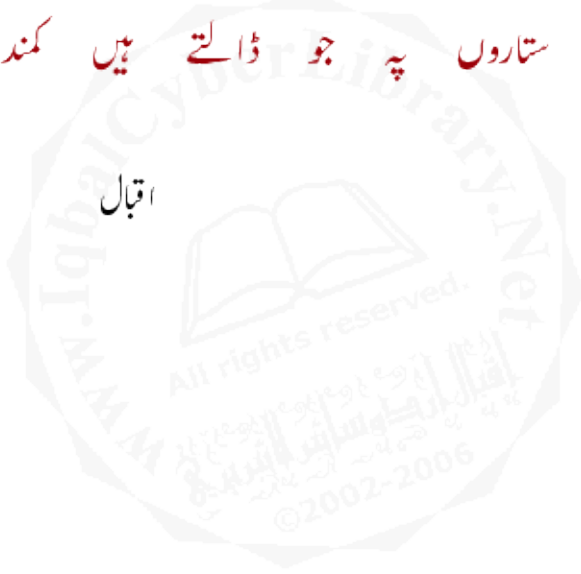 ستاروں پہ جو ڈالتے ہیں کمند
اقبال
www.IqbalCyberLibrary.Net
All rights reserved.
©2002-2006